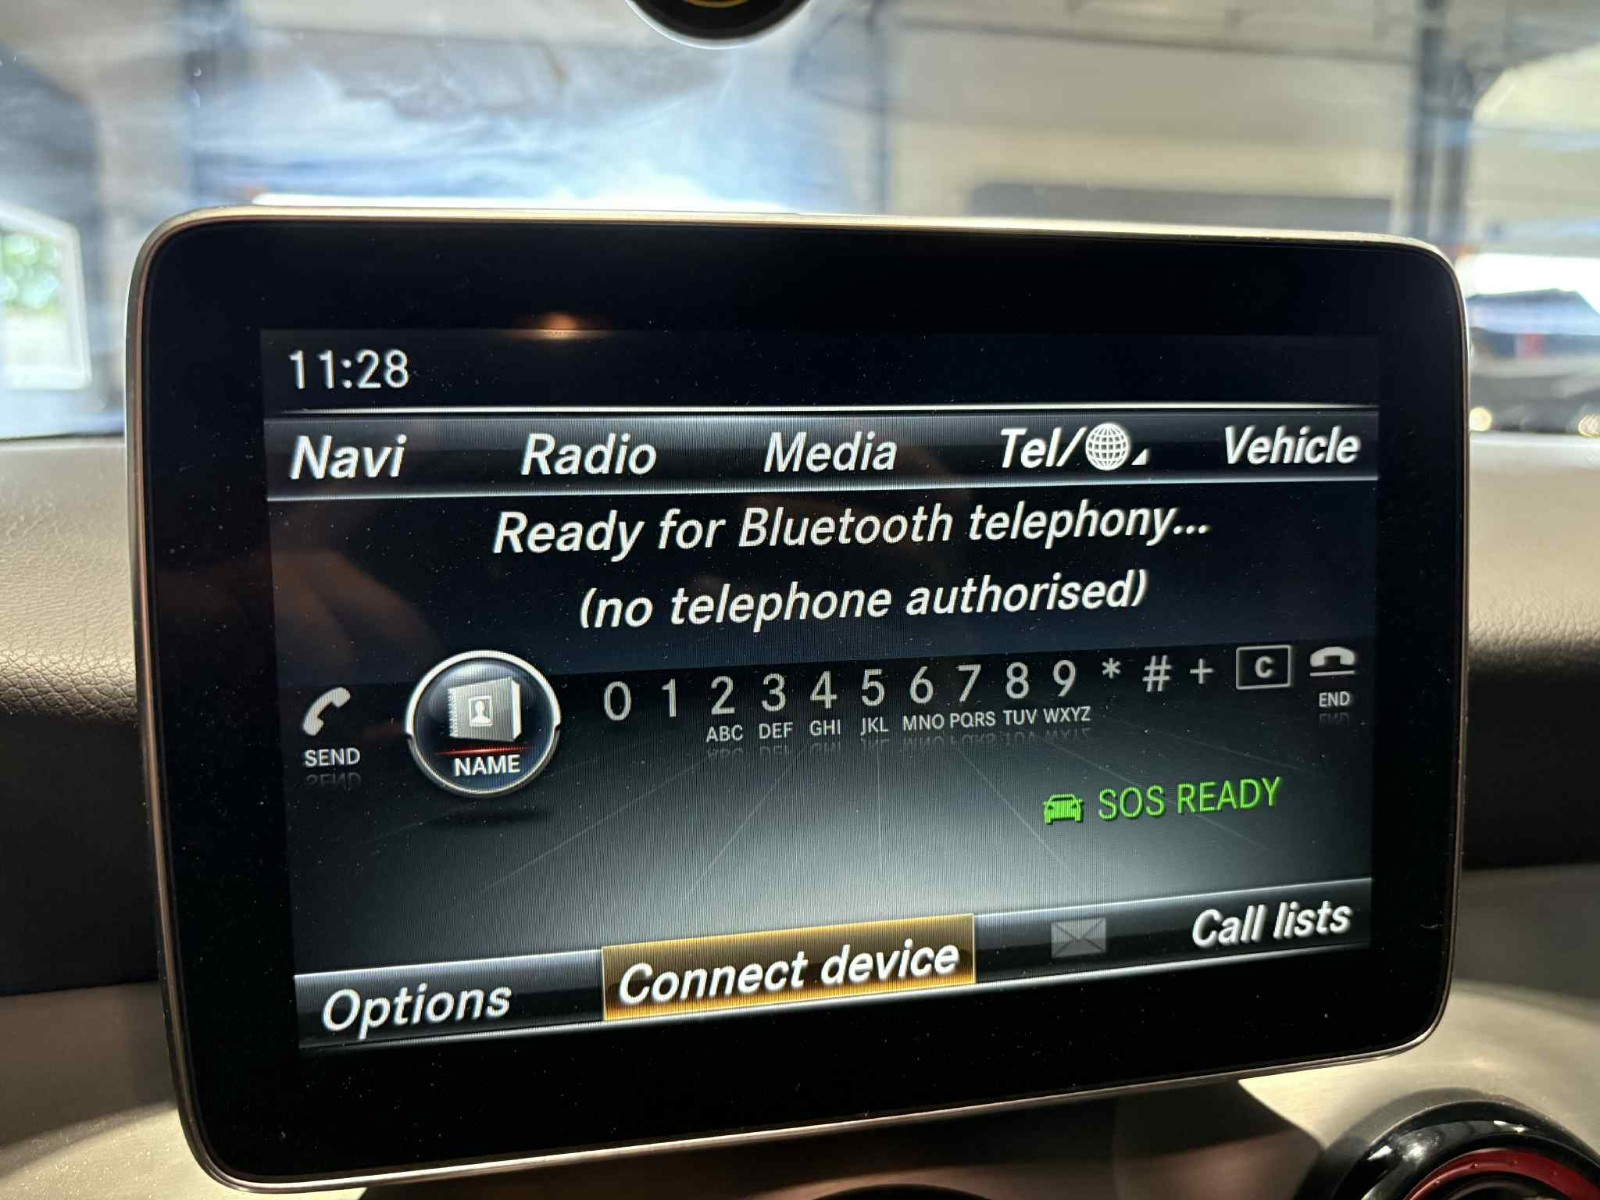 11:28
Navi Radio Media Tel/ Vehicle
Ready for Bluetooth telephony...
(no telephone authorised)
SEND NAME 0 1 2 ABC 3 DEF 4 GHI 5 JKL 6 MNO 7 PQRS 8 TUV 9 WXYZ * # + C END
SOS READY
Options Connect device Call lists